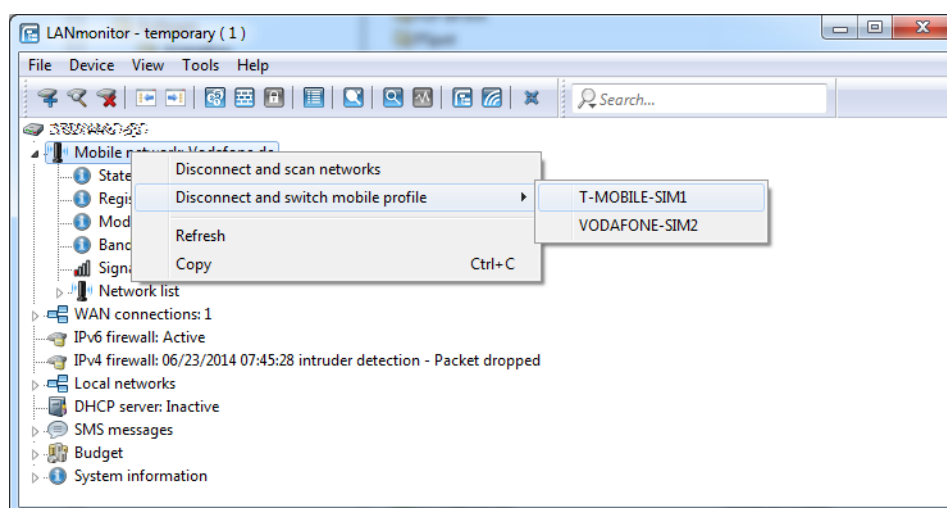 LANmonitor - temporary ( 1 )
File Device View Tools Help
Search...
Mobile network: Vodafone de
Disconnect and scan networks
State
Disconnect and switch mobile profile
T-MOBILE-SIM1
Regis
Mod
VODAFONE-SIM2
Refresh
Banc
Copy Ctrl+C
Signa
Network list
WAN connections: 1
IPv6 firewall: Active
IPv4 firewall: 06/23/2014 07:45:28 intruder detection - Packet dropped
Local networks
DHCP server: Inactive
SMS messages
Budget
System information